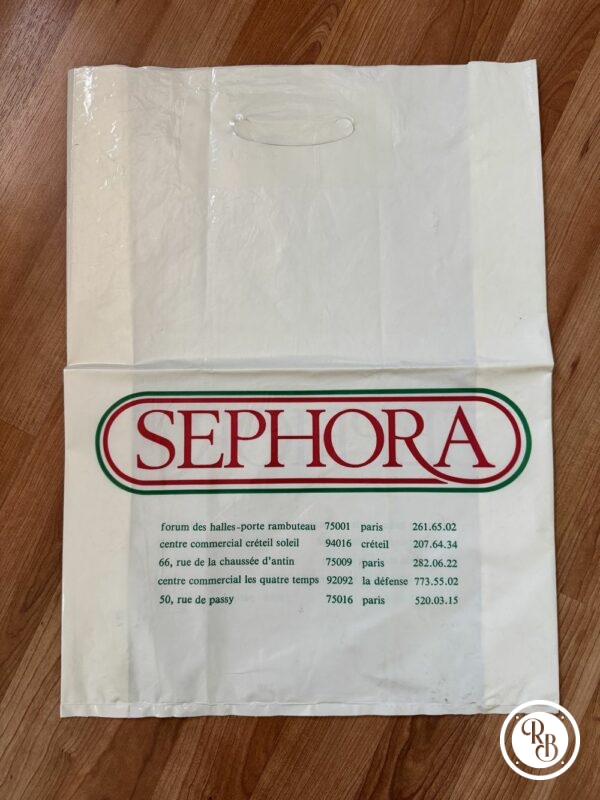 SEPHORA
forum des halles-porte rambuteau 75001 paris 261.65.02
centre commercial créteil soleil 94016 créteil 207.64.34
66, rue de la chaussée d'antin 75009 paris 282.06.22
centre commercial les quatre temps 92092 la défense 773.55.02
50, rue de passy 75016 paris 520.03.15
RB